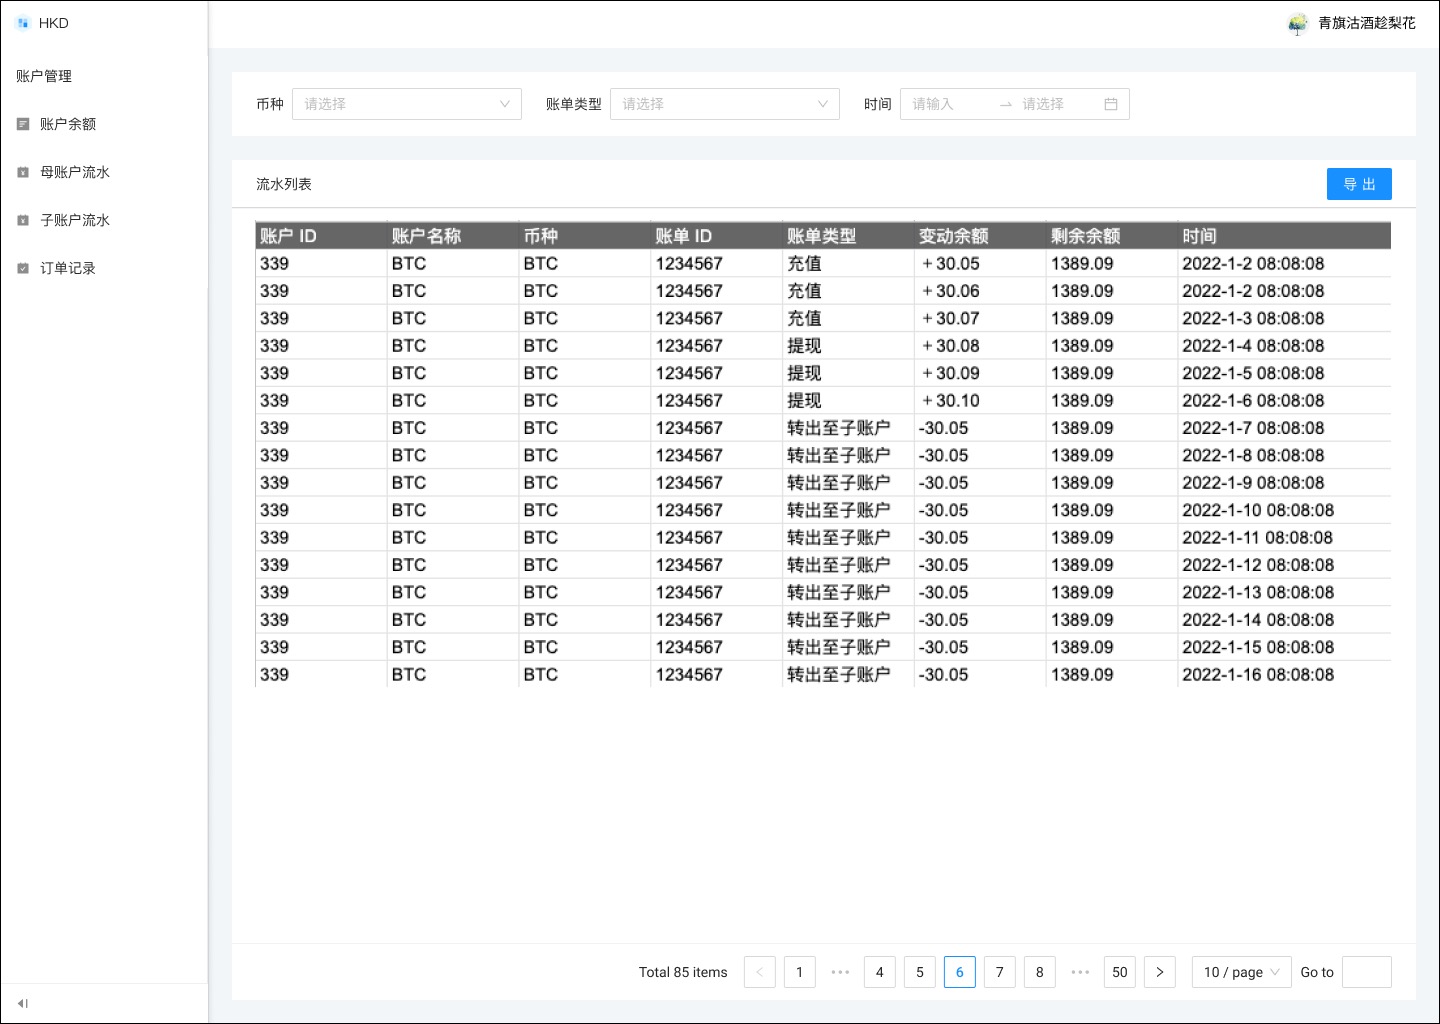 HKD
青旗沽酒趁梨花
账户管理
账户余额
母账户流水
子账户流水
订单记录
币种 请选择 账单类型 请选择 时间 请输入 → 请选择
流水列表 导 出
账户 ID 账户名称 币种 账单 ID 账单类型 变动余额 剩余余额 时间
339 BTC BTC 1234567 充值 ＋30.05 1389.09 2022-1-2 08:08:08
339 BTC BTC 1234567 充值 ＋30.06 1389.09 2022-1-2 08:08:08
339 BTC BTC 1234567 充值 ＋30.07 1389.09 2022-1-3 08:08:08
339 BTC BTC 1234567 提现 ＋30.08 1389.09 2022-1-4 08:08:08
339 BTC BTC 1234567 提现 ＋30.09 1389.09 2022-1-5 08:08:08
339 BTC BTC 1234567 提现 ＋30.10 1389.09 2022-1-6 08:08:08
339 BTC BTC 1234567 转出至子账户 -30.05 1389.09 2022-1-7 08:08:08
339 BTC BTC 1234567 转出至子账户 -30.05 1389.09 2022-1-8 08:08:08
339 BTC BTC 1234567 转出至子账户 -30.05 1389.09 2022-1-9 08:08:08
339 BTC BTC 1234567 转出至子账户 -30.05 1389.09 2022-1-10 08:08:08
339 BTC BTC 1234567 转出至子账户 -30.05 1389.09 2022-1-11 08:08:08
339 BTC BTC 1234567 转出至子账户 -30.05 1389.09 2022-1-12 08:08:08
339 BTC BTC 1234567 转出至子账户 -30.05 1389.09 2022-1-13 08:08:08
339 BTC BTC 1234567 转出至子账户 -30.05 1389.09 2022-1-14 08:08:08
339 BTC BTC 1234567 转出至子账户 -30.05 1389.09 2022-1-15 08:08:08
339 BTC BTC 1234567 转出至子账户 -30.05 1389.09 2022-1-16 08:08:08
Total 85 items < 1 ••• 4 5 6 7 8 ••• 50 > 10 / page Go to